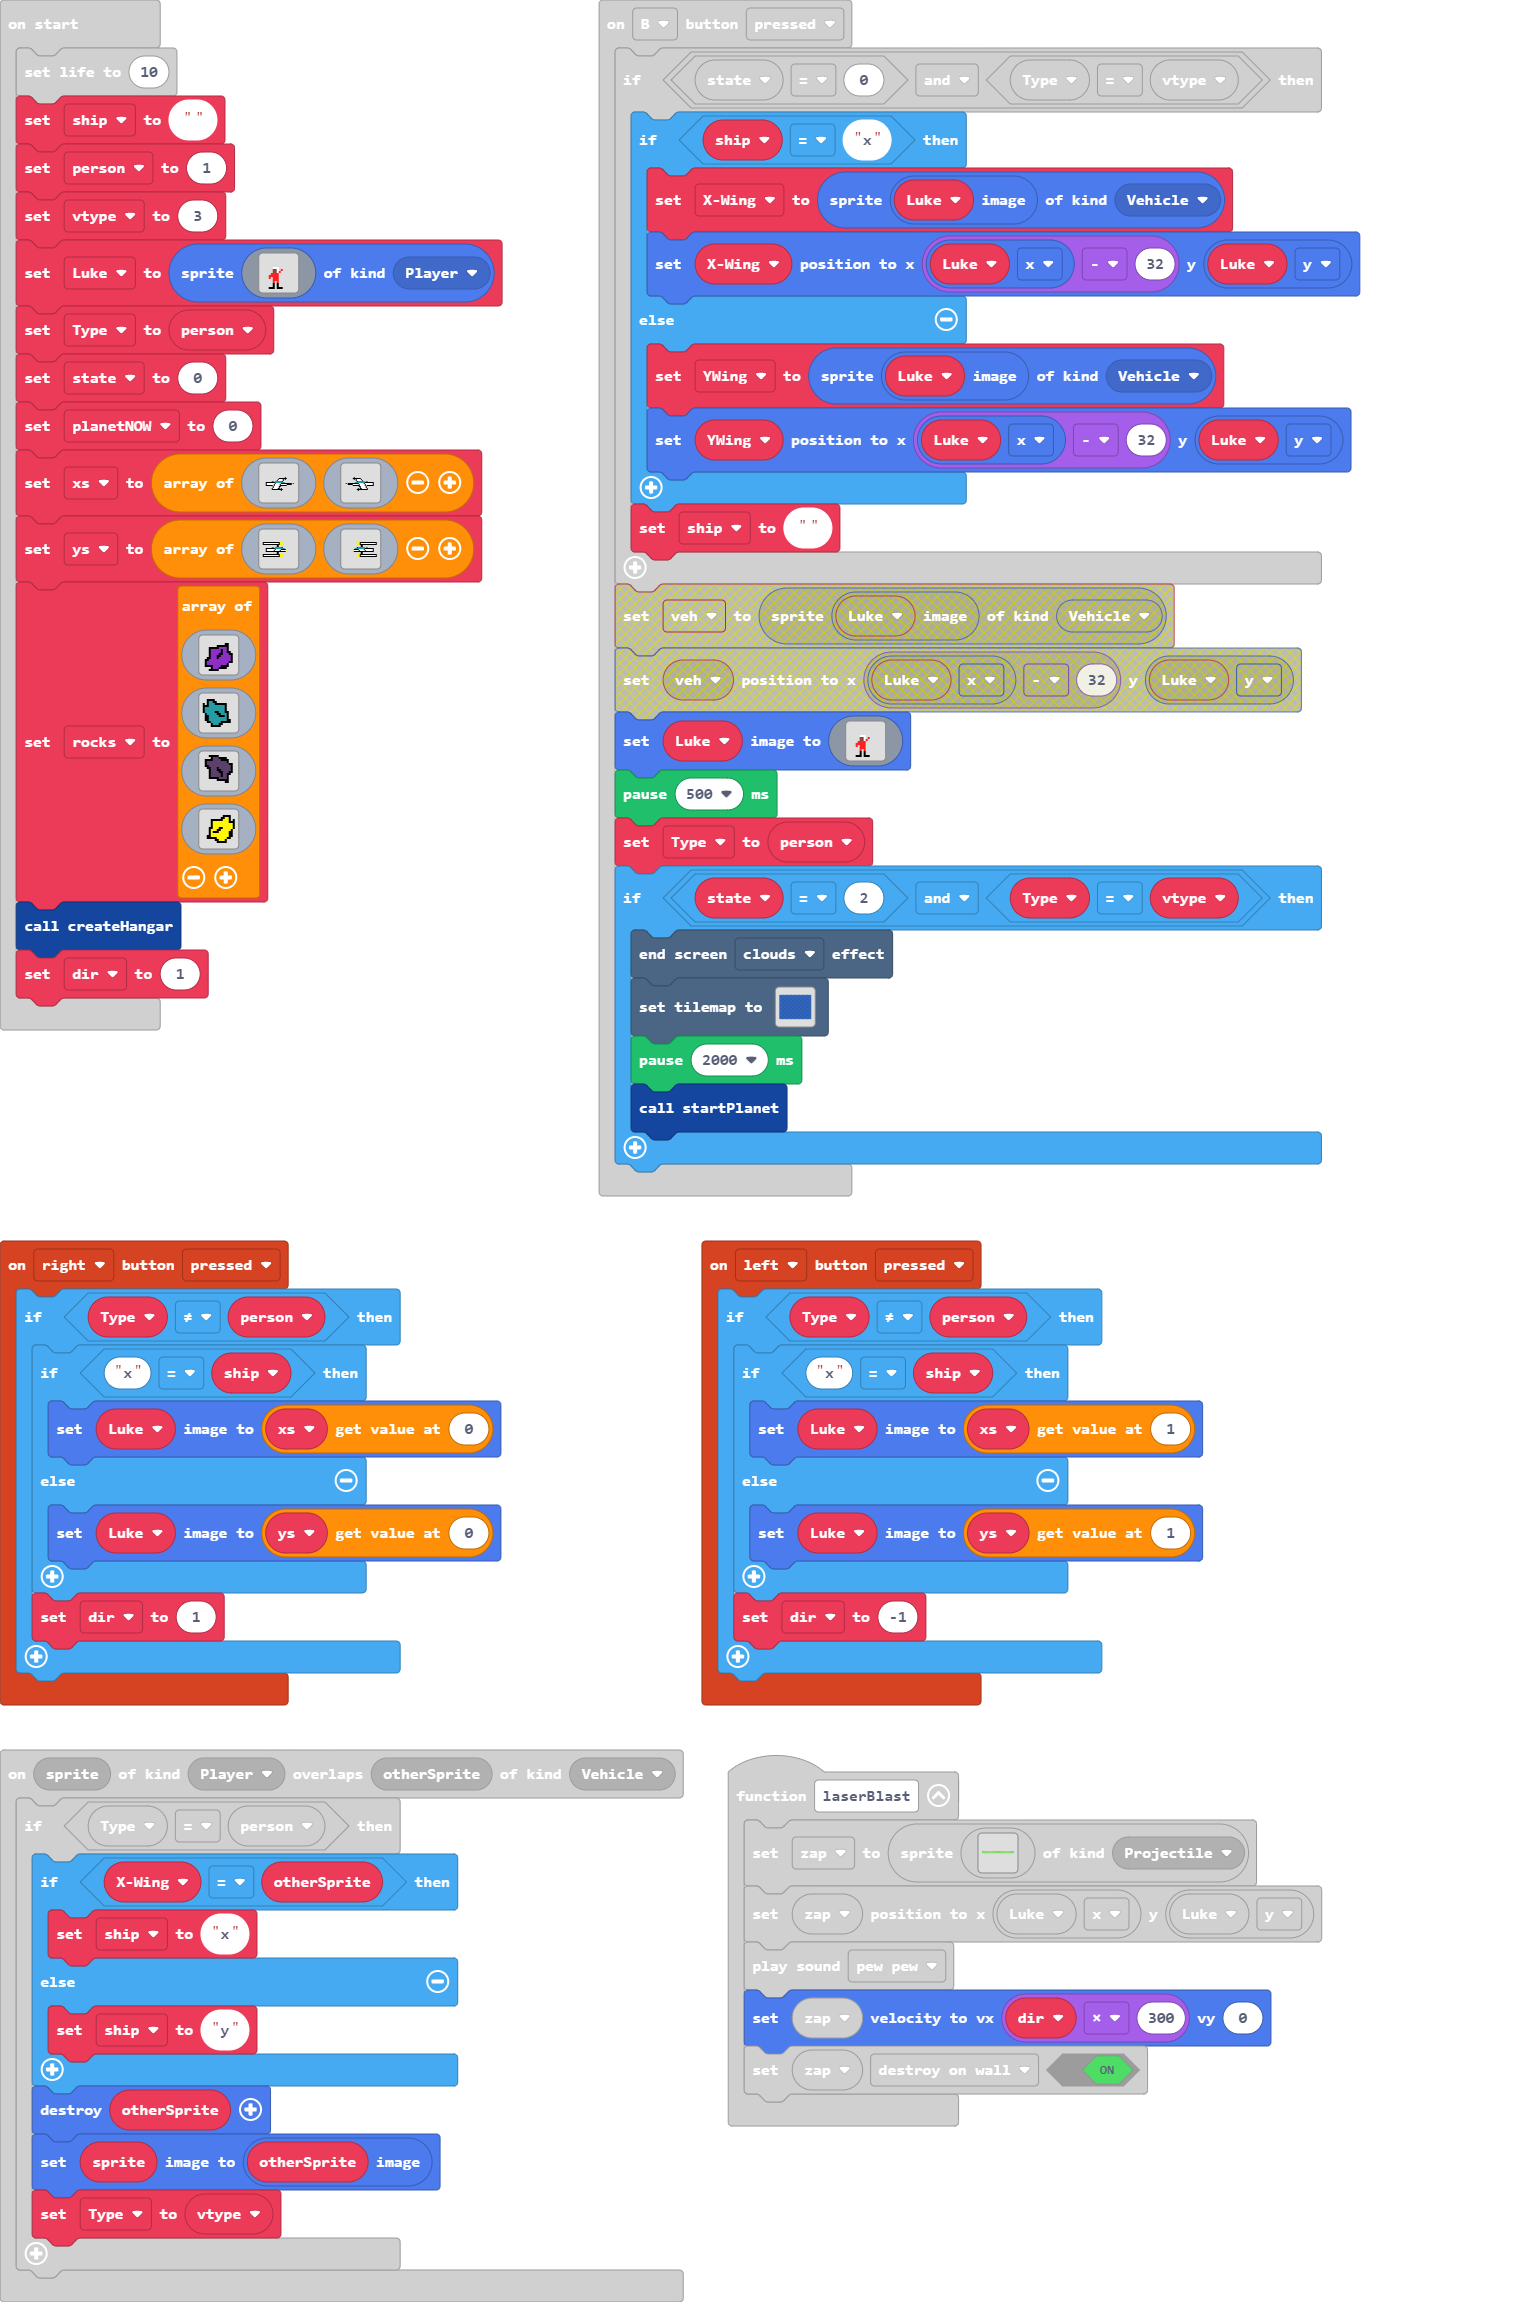 on start
set life to 10
set ship to " "
set person to 1
set vtype to 3
set Luke to sprite of kind Player
set Type to person
set state to 0
set planetNOW to 0
set xs to array of
set ys to array of
set rocks to array of
call createHangar
set dir to 1
on B button pressed
if state = 0 and Type = vtype then
if ship = "x" then
set X-Wing to sprite Luke image of kind Vehicle
set X-Wing position to x Luke x - 32 y Luke y
else
set YWing to sprite Luke image of kind Vehicle
set YWing position to x Luke x - 32 y Luke y
set ship to " "
set veh to sprite Luke image of kind Vehicle
set veh position to x Luke x - 32 y Luke y
set Luke image to
pause 500 ms
set Type to person
if state = 2 and Type = vtype then
end screen clouds effect
set tilemap to
pause 2000 ms
call startPlanet
on right button pressed
if Type ≠ person then
if "x" = ship then
set Luke image to xs get value at 0
else
set Luke image to ys get value at 0
set dir to 1
on left button pressed
if Type ≠ person then
if "x" = ship then
set Luke image to xs get value at 1
else
set Luke image to ys get value at 1
set dir to -1
on sprite of kind Player overlaps otherSprite of kind Vehicle
if Type = person then
if X-Wing = otherSprite then
set ship to "x"
else
set ship to "y"
destroy otherSprite
set sprite image to otherSprite image
set Type to vtype
function laserBlast
set zap to sprite of kind Projectile
set zap position to x Luke x y Luke y
play sound pew pew
set zap velocity to vx dir × 300 vy 0
set zap destroy on wall ON